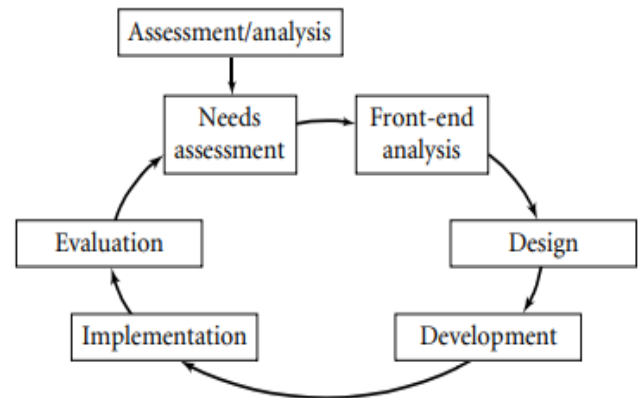 Assessment/analysis
Needs
assessment
Front-end
analysis
Evaluation
Design
Implementation
Development